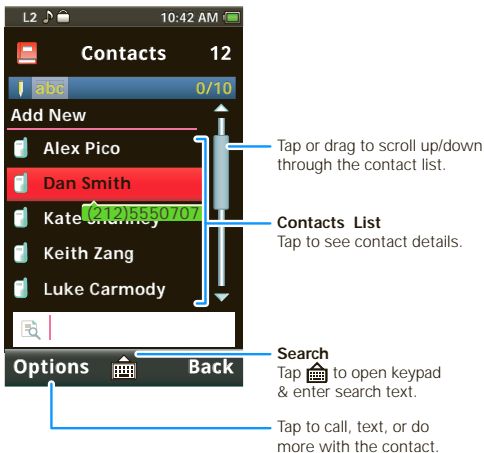 L2 10:42 AM
Contacts 12
abc 0/10
Add New
Alex Pico
Dan Smith
(212)5550707
Kate
Keith Zang
Luke Carmody
Options Back
Tap or drag to scroll up/down
through the contact list.
Contacts List
Tap to see contact details.
Search
Tap to open keypad
& enter search text.
Tap to call, text, or do
more with the contact.